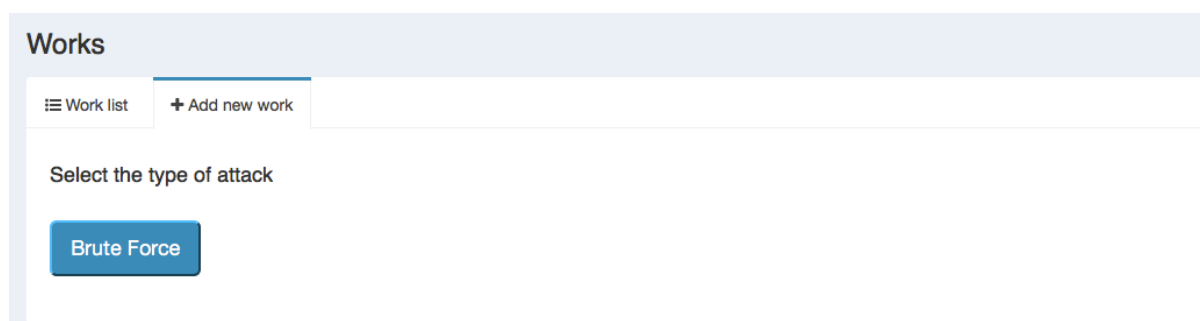 Works
Work list
Add new work
Select the type of attack
Brute Force